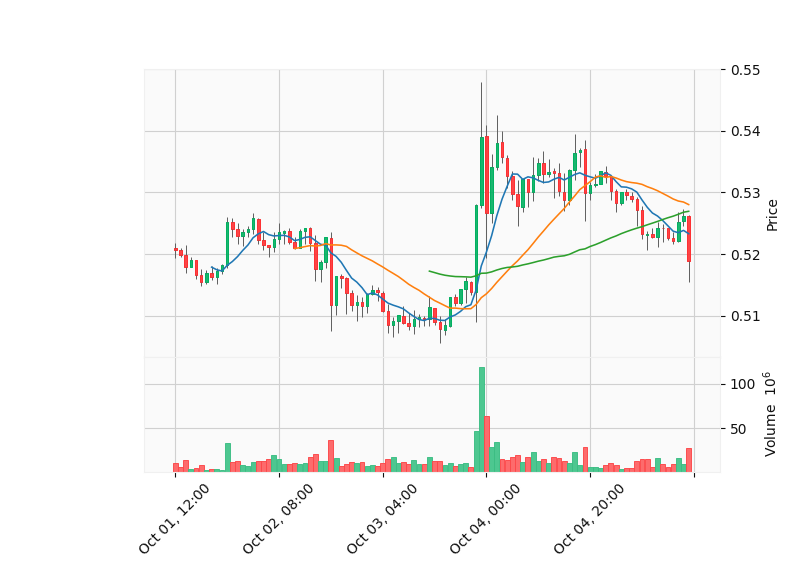 0.55
0.54
0.53
0.52
0.51
Price
100
50
Volume 10^6
Oct 01, 12:00
Oct 02, 08:00
Oct 03, 04:00
Oct 04, 00:00
Oct 04, 20:00